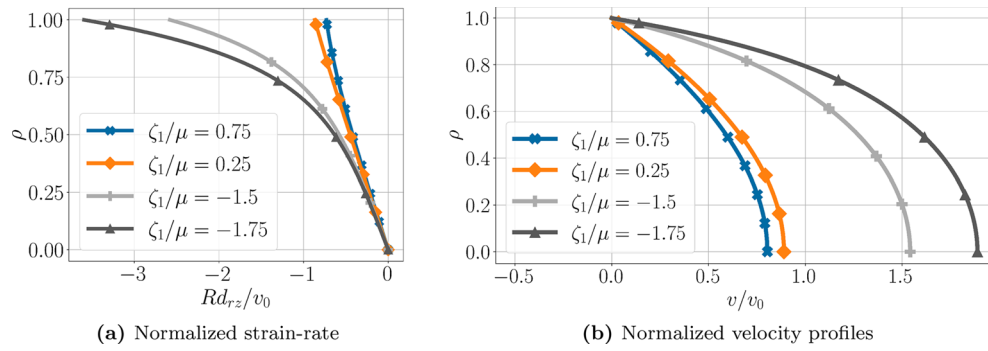 1.00
0.75
0.50
0.25
0.00
ρ
ζ₁/μ = 0.75
ζ₁/μ = 0.25
ζ₁/μ = −1.5
ζ₁/μ = −1.75
−3
−2
−1
0
Rd_{rz}/v₀
(a) Normalized strain-rate
1.0
0.8
0.6
0.4
0.2
0.0
ρ
ζ₁/μ = 0.75
ζ₁/μ = 0.25
ζ₁/μ = −1.5
ζ₁/μ = −1.75
−0.5
0.0
0.5
1.0
1.5
v/v₀
(b) Normalized velocity profiles